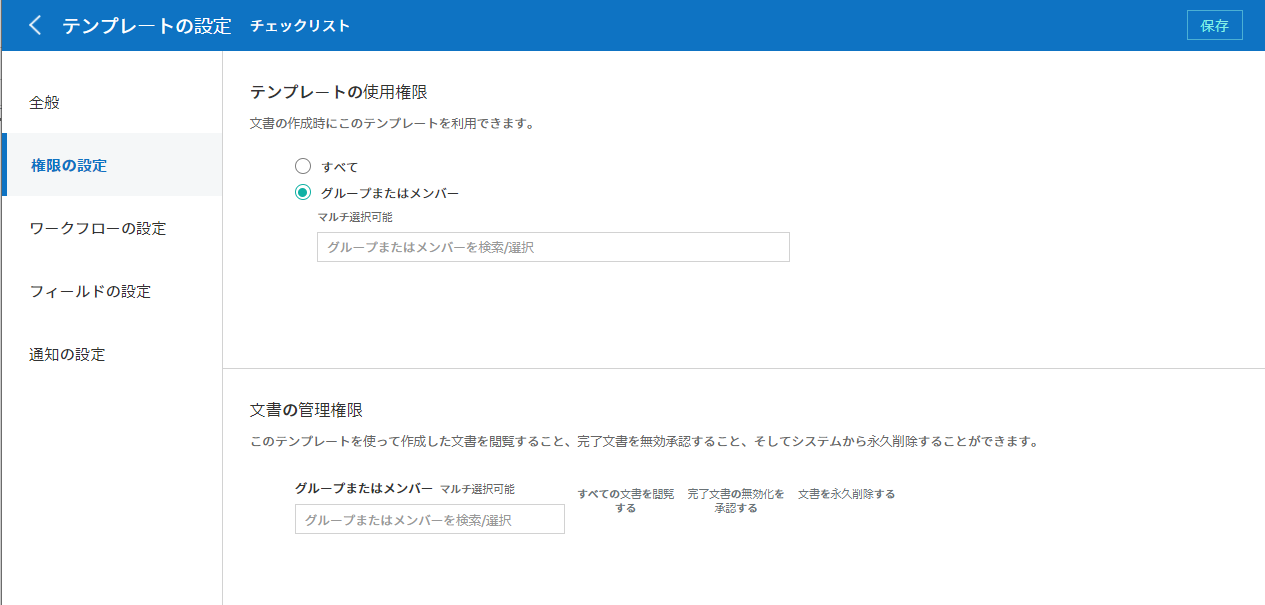 テンプレートの設定 チェックリスト 保存
全般
権限の設定
ワークフローの設定
フィールドの設定
通知の設定
テンプレートの使用権限
文書の作成時にこのテンプレートを利用できます。
すべて
グループまたはメンバー
マルチ選択可能
グループまたはメンバーを検索/選択
文書の管理権限
このテンプレートを使って作成した文書を閲覧すること、完了文書を無効承認すること、そしてシステムから永久削除することができます。
グループまたはメンバー マルチ選択可能
グループまたはメンバーを検索/選択
すべての文書を閲覧
する
完了文書の無効化を
承認する
文書を永久削除する